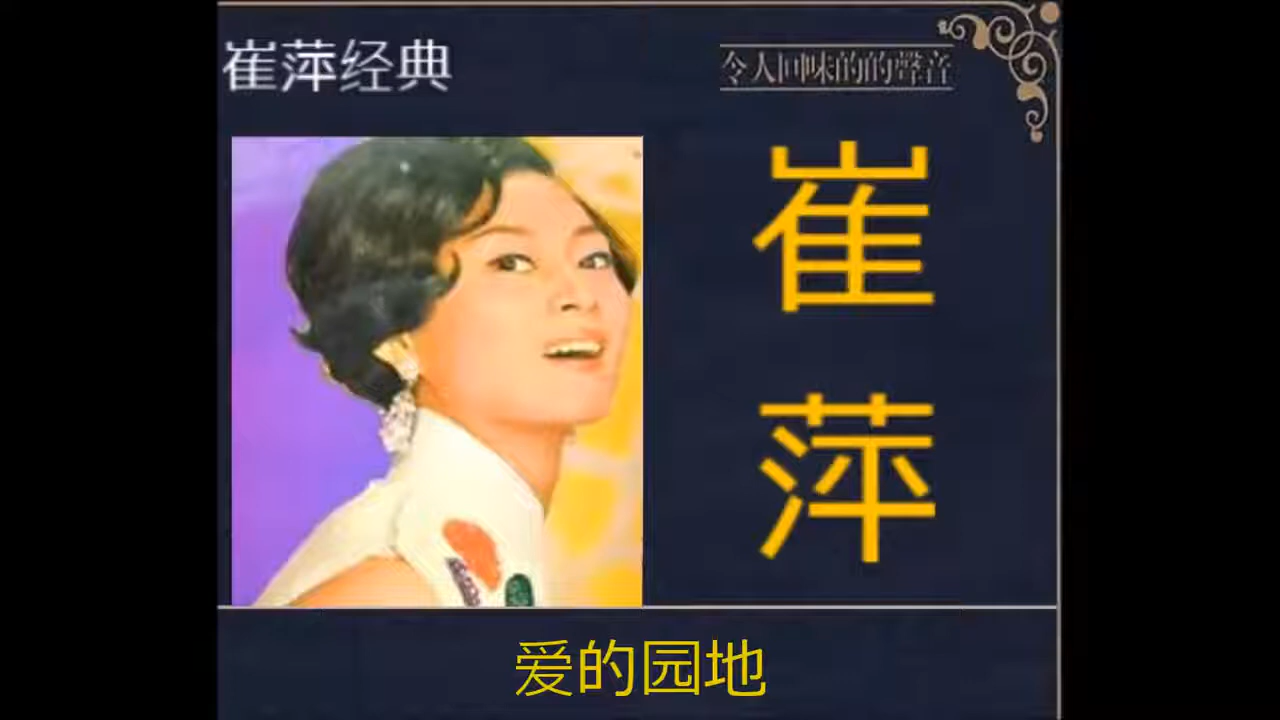 崔萍经典
令人回味的的聲音
崔
萍
爱的园地